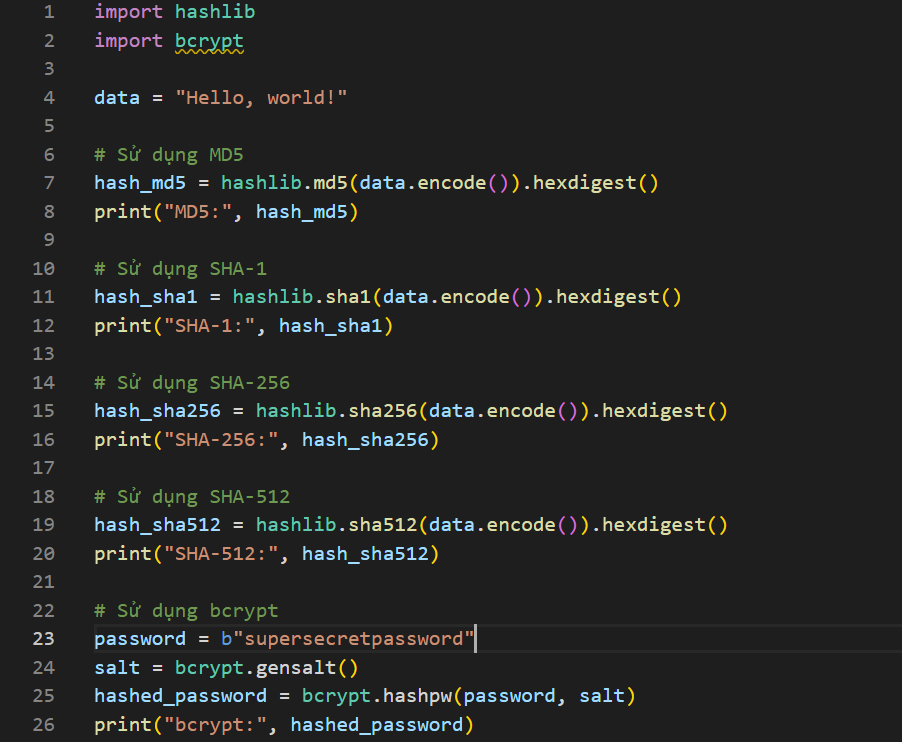 1 import hashlib
2 import bcrypt
3
4 data = "Hello, world!"
5
6 # Sử dụng MD5
7 hash_md5 = hashlib.md5(data.encode()).hexdigest()
8 print("MD5:", hash_md5)
9
10 # Sử dụng SHA-1
11 hash_sha1 = hashlib.sha1(data.encode()).hexdigest()
12 print("SHA-1:", hash_sha1)
13
14 # Sử dụng SHA-256
15 hash_sha256 = hashlib.sha256(data.encode()).hexdigest()
16 print("SHA-256:", hash_sha256)
17
18 # Sử dụng SHA-512
19 hash_sha512 = hashlib.sha512(data.encode()).hexdigest()
20 print("SHA-512:", hash_sha512)
21
22 # Sử dụng bcrypt
23 password = b"supersecretpassword"
24 salt = bcrypt.gensalt()
25 hashed_password = bcrypt.hashpw(password, salt)
26 print("bcrypt:", hashed_password)